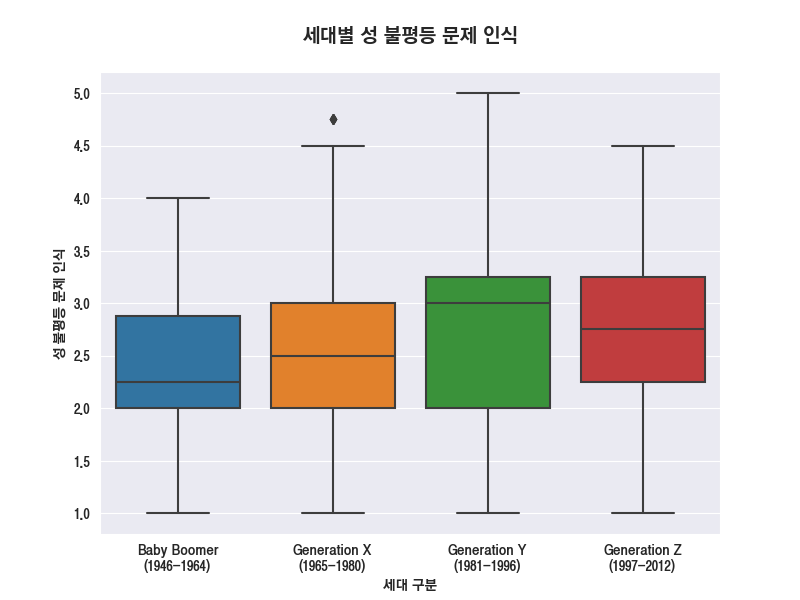 세대별 성 불평등 문제 인식
성 불평등 문제 인식
5.0
4.5
4.0
3.5
3.0
2.5
2.0
1.5
1.0
Baby Boomer
(1946-1964)
Generation X
(1965-1980)
Generation Y
(1981-1996)
Generation Z
(1997-2012)
세대 구분